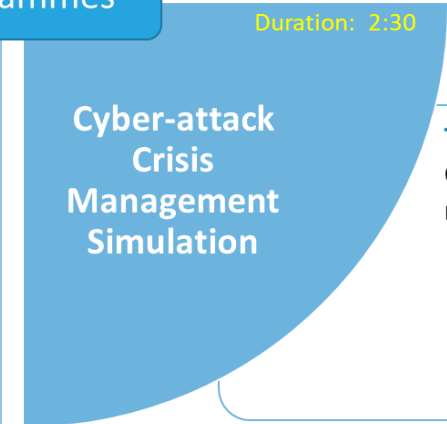 Duration: 2:30
Cyber-attack
Crisis
Management
Simulation